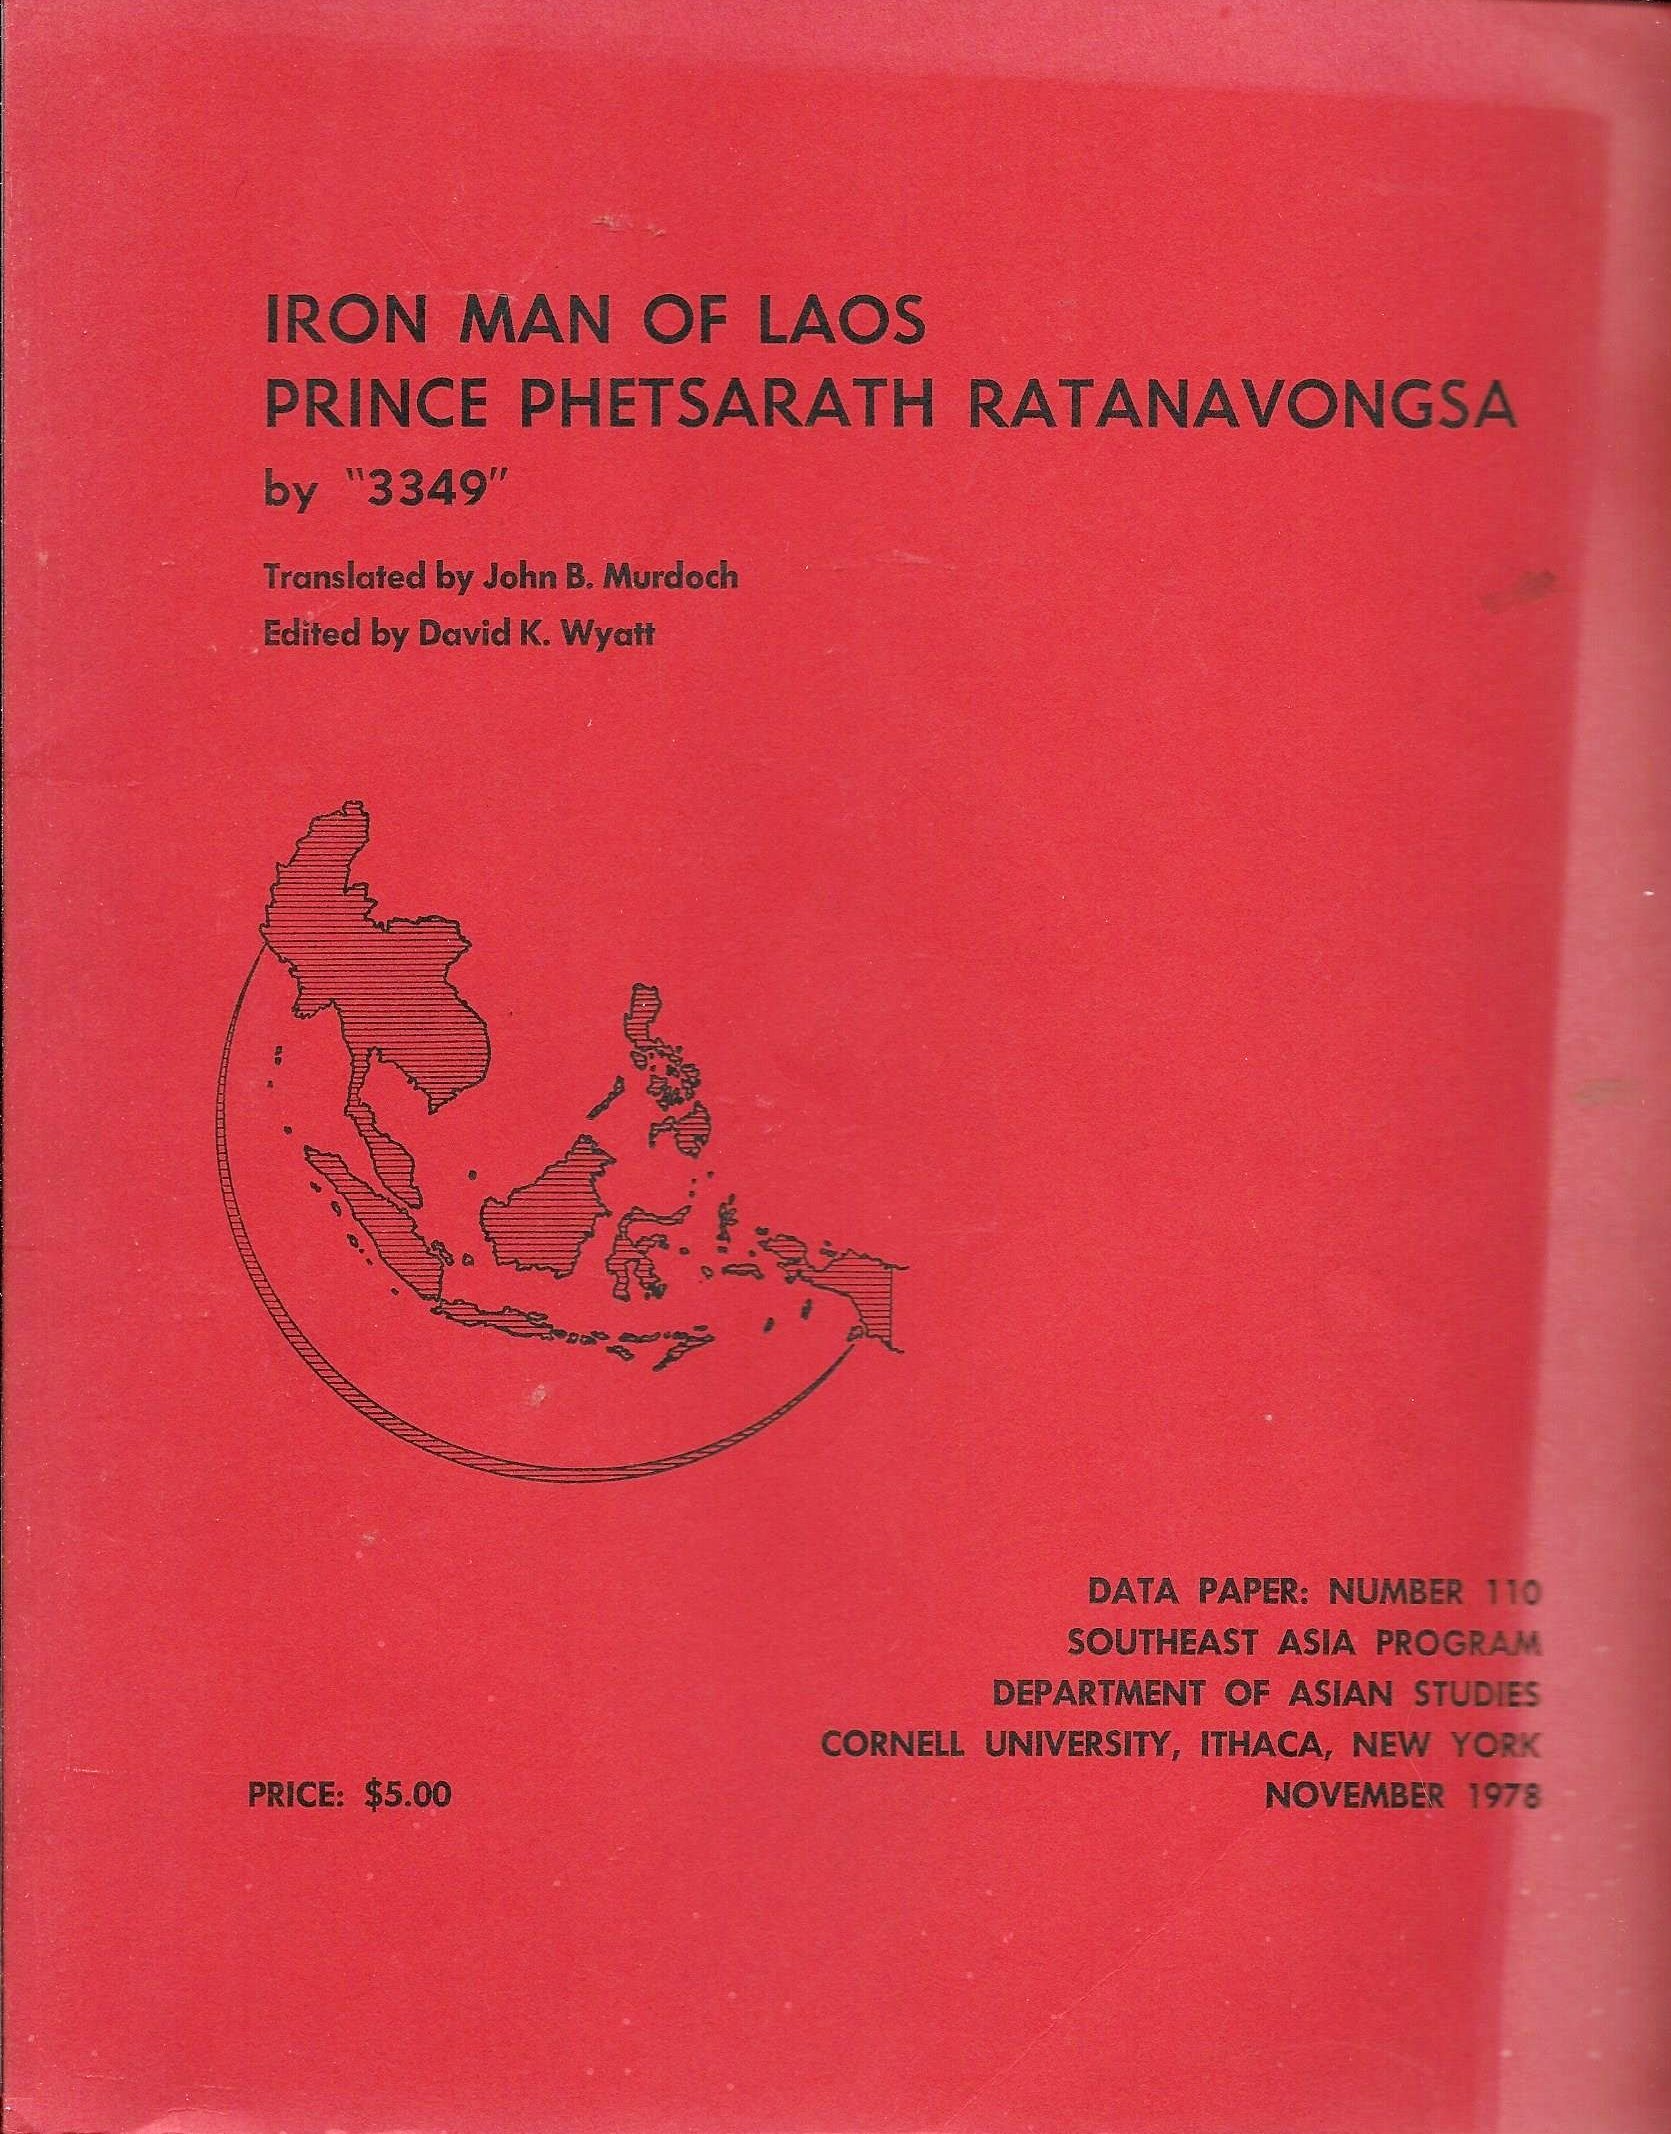 IRON MAN OF LAOS
PRINCE PHETSARATH RATANAVONGSA
by "3349"
Translated by John B. Murdoch
Edited by David K. Wyatt
DATA PAPER: NUMBER 110
SOUTHEAST ASIA PROGRAM
DEPARTMENT OF ASIAN STUDIES
CORNELL UNIVERSITY, ITHACA, NEW YORK
PRICE: $5.00
NOVEMBER 1978